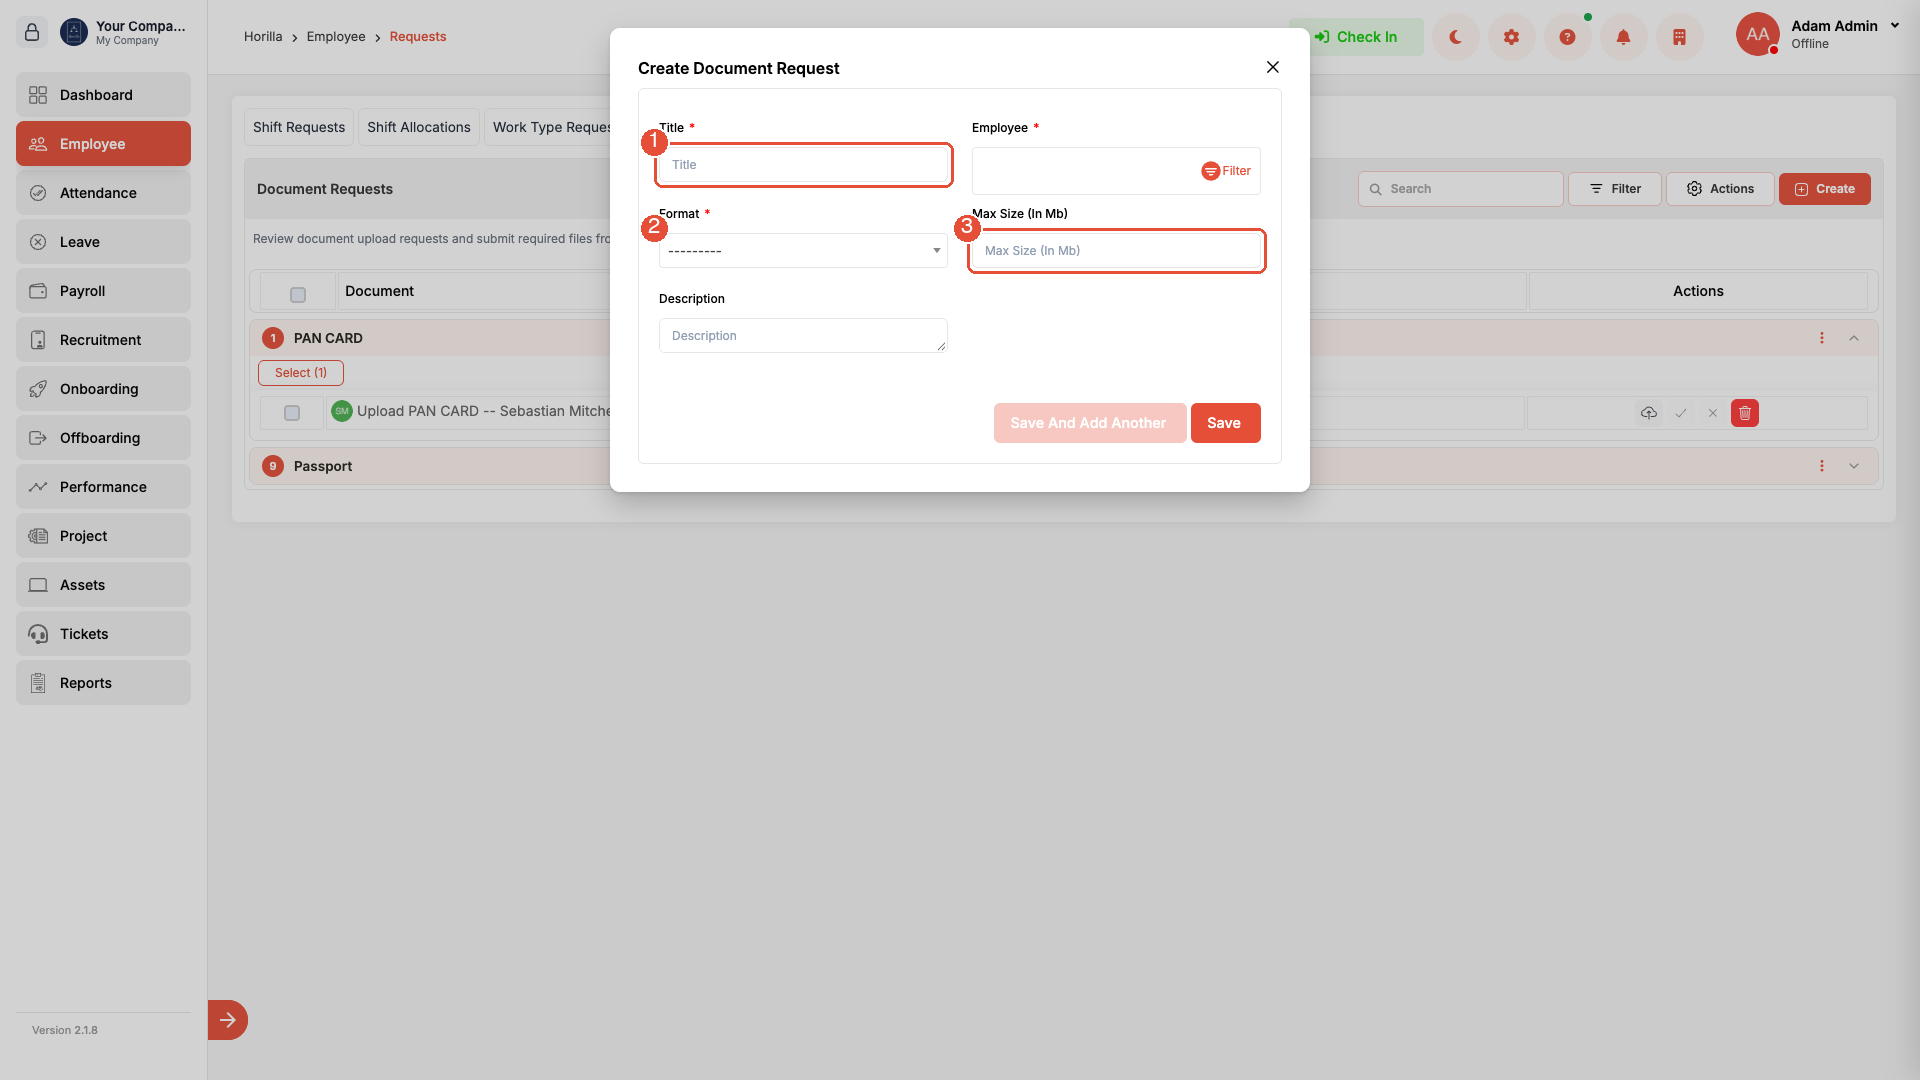 Your Compa...
My Company
Horilla > Employee > Requests
Check In
AA
Adam Admin
Offline
Dashboard
Employee
Attendance
Leave
Payroll
Recruitment
Onboarding
Offboarding
Performance
Project
Assets
Tickets
Reports
Version 2.1.8
Shift Requests
Shift Allocations
Work Type Reques
Document Requests
Search
Filter
Actions
Create
Review document upload requests and submit required files fro
Document
Actions
1 PAN CARD
Select (1)
SM Upload PAN CARD -- Sebastian Mitche
9 Passport
Create Document Request
Title *
1
Title
Employee *
Filter
Format *
2
---------
Max Size (In Mb)
3
Max Size (In Mb)
Description
Description
Save And Add Another
Save